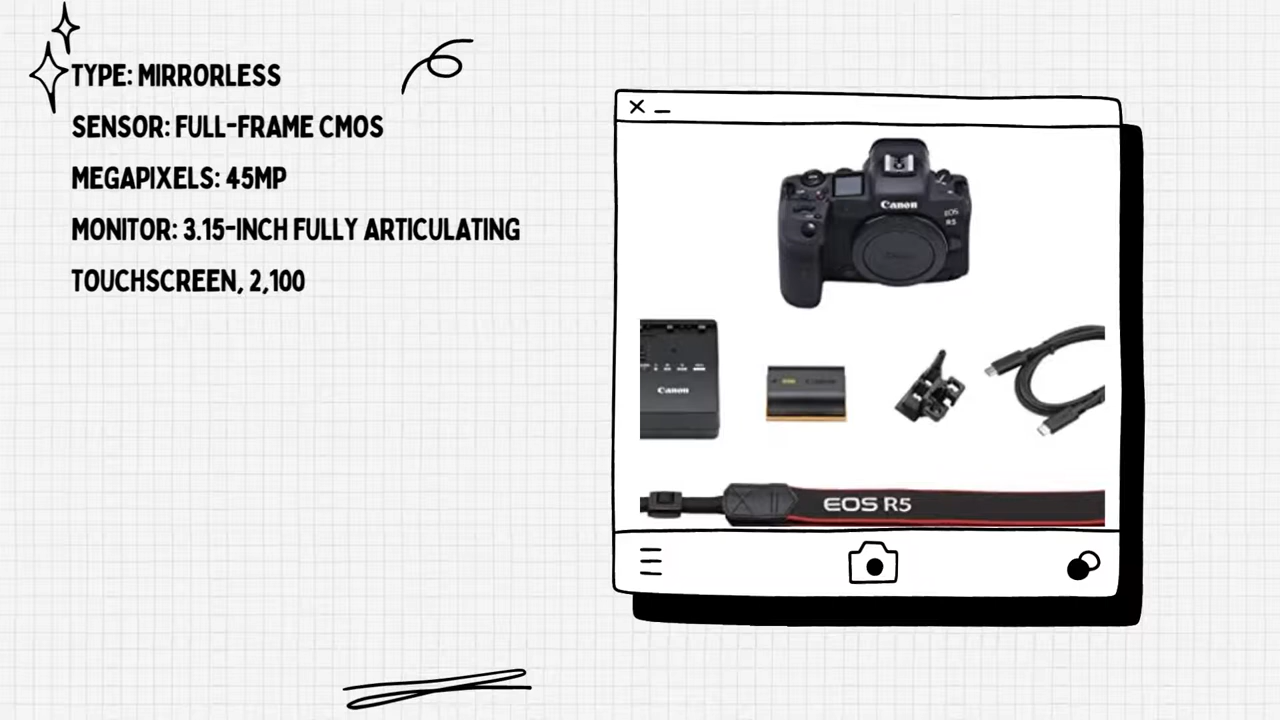 TYPE: MIRRORLESS
SENSOR: FULL-FRAME CMOS
MEGAPIXELS: 45MP
MONITOR: 3.15-INCH FULLY ARTICULATING
TOUCHSCREEN, 2,100
Canon
EOS
R5
Canon
EOS R5